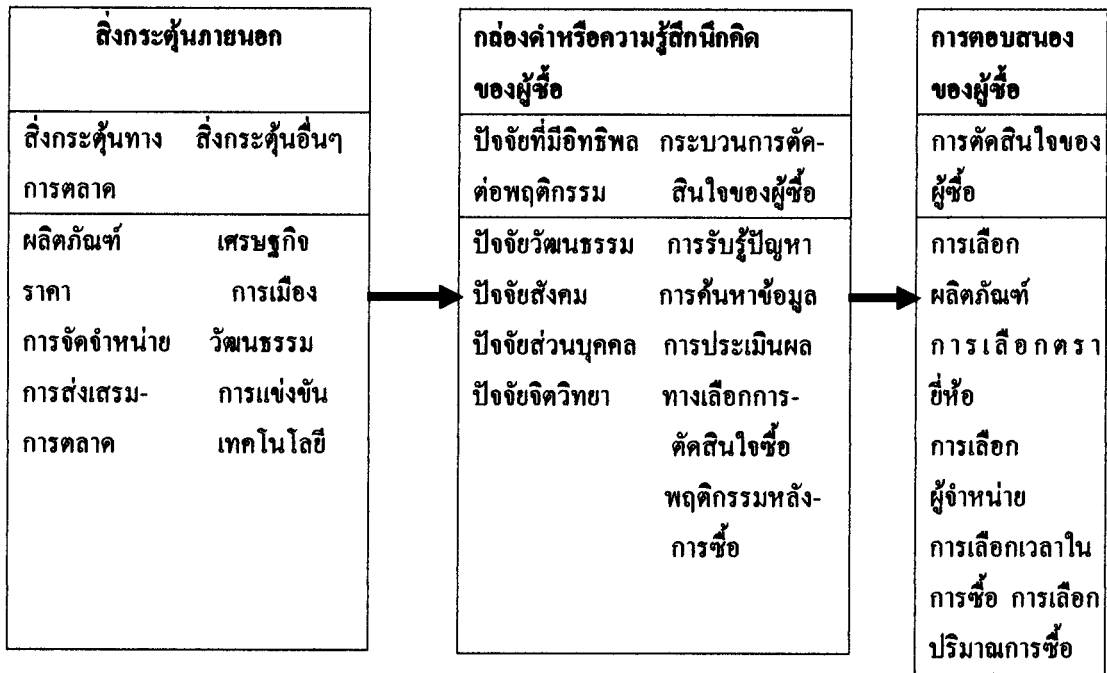 สิ่งกระตุ้นภายนอก
สิ่งกระตุ้นทาง สิ่งกระตุ้นอื่นๆ
การตลาด
ผลิตภัณฑ์ เศรษฐกิจ
ราคา การเมือง
การจัดจำหน่าย วัฒนธรรม
การส่งเสรม- การแข่งขัน
การตลาด เทคโนโลยี
กล่องดำหรือความรู้สึกนึกคิด
ของผู้ซื้อ
ปัจจัยที่มีอิทธิพล กระบวนการตัด-
ต่อพฤติกรรม สินใจของผู้ซื้อ
ปัจจัยวัฒนธรรม การรับรู้ปัญหา
ปัจจัยสังคม การค้นหาข้อมูล
ปัจจัยส่วนบุคคล การประเมินผล
ปัจจัยจิตวิทยา ทางเลือกการ-
ตัดสินใจซื้อ
พฤติกรรมหลัง-
การซื้อ
การตอบสนอง
ของผู้ซื้อ
การตัดสินใจของ
ผู้ซื้อ
การเลือก
ผลิตภัณฑ์
การเลือกตรา
ยี่ห้อ
การเลือก
ผู้จำหน่าย
การเลือกเวลาใน
การซื้อ การเลือก
ปริมาณการซื้อ